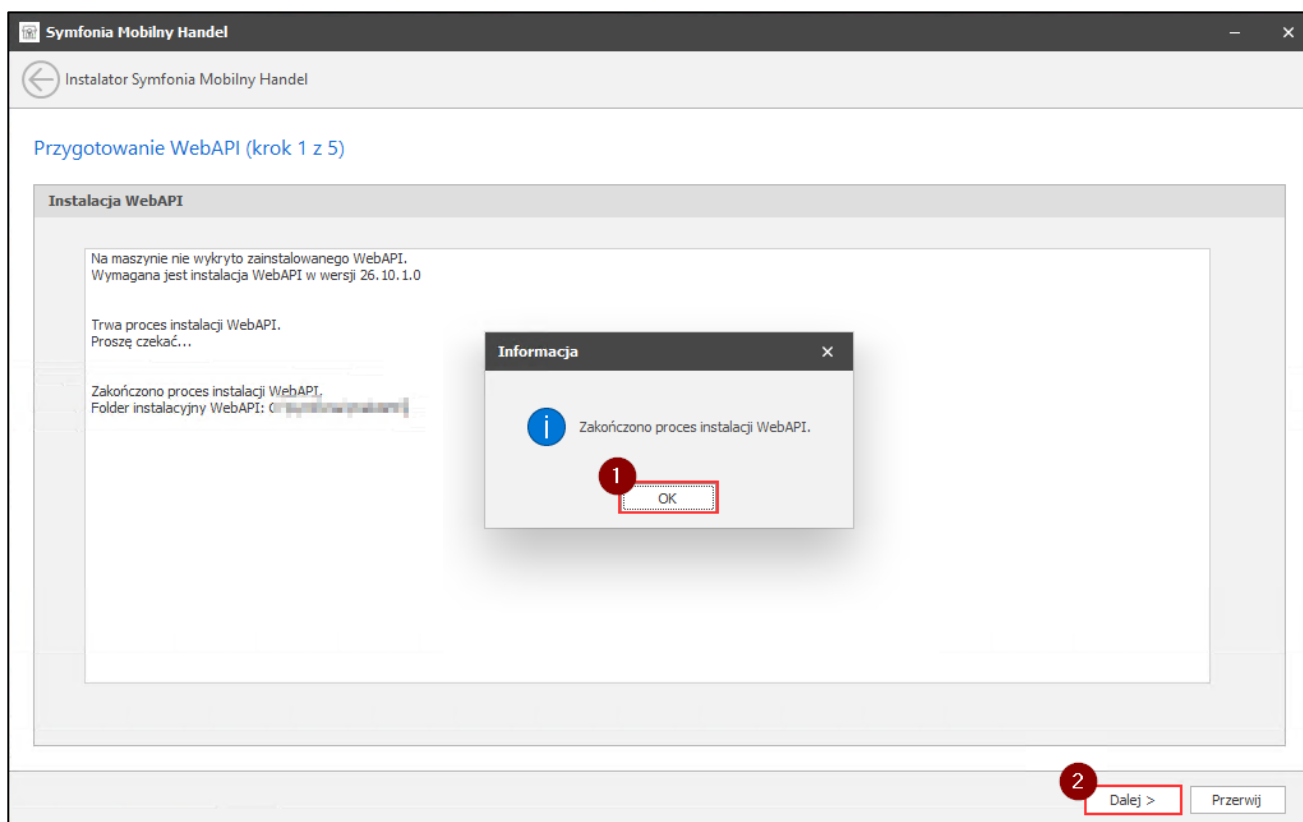 Symfonia Mobilny Handel
Instalator Symfonia Mobilny Handel
Przygotowanie WebAPI (krok 1 z 5)
Instalacja WebAPI
Na maszynie nie wykryto zainstalowanego WebAPI.
Wymagana jest instalacja WebAPI w wersji 26.10.1.0
Trwa proces instalacji WebAPI.
Proszę czekać...
Zakończono proces instalacji WebAPI.
Folder instalacyjny WebAPI:
Informacja
Zakończono proces instalacji WebAPI.
1
OK
2
Dalej >
Przerwij